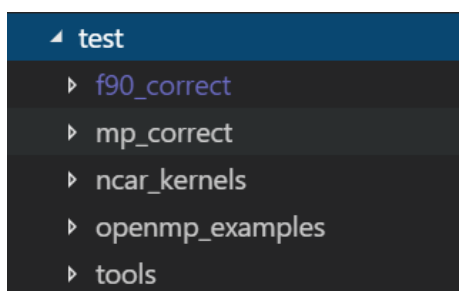 test
f90_correct
mp_correct
ncar_kernels
openmp_examples
tools